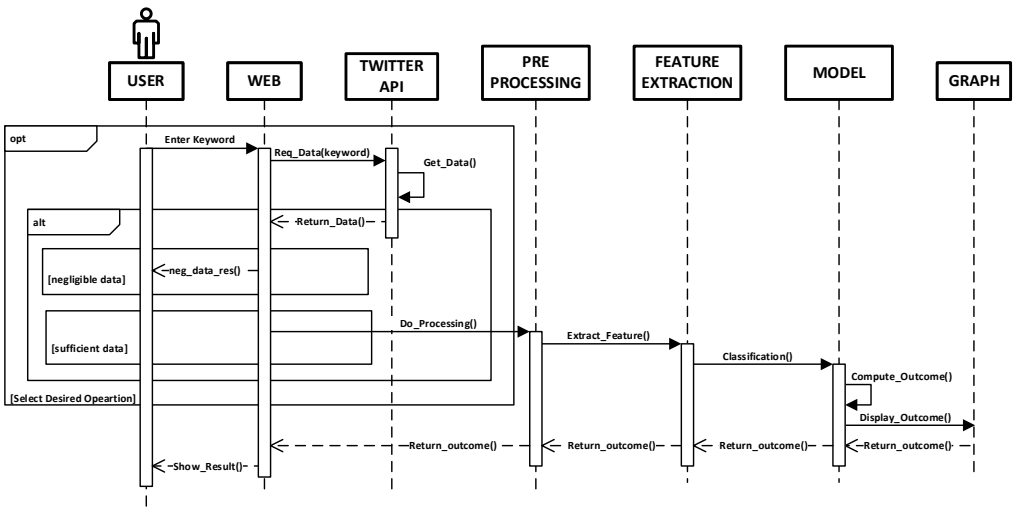 USER
WEB
TWITTER
API
PRE
PROCESSING
FEATURE
EXTRACTION
MODEL
GRAPH
opt
Enter Keyword
Req_Data(keyword)
Get_Data()
alt
Return_Data()
[negligible data]
neg_data_res()
Do_Processing()
[sufficient data]
Extract_Feature()
Classification()
Compute_Outcome()
[Select Desired Opeartion]
Display_Outcome()
Return_outcome()
Return_outcome()
Return_outcome()
Return_outcome()
Show_Result()